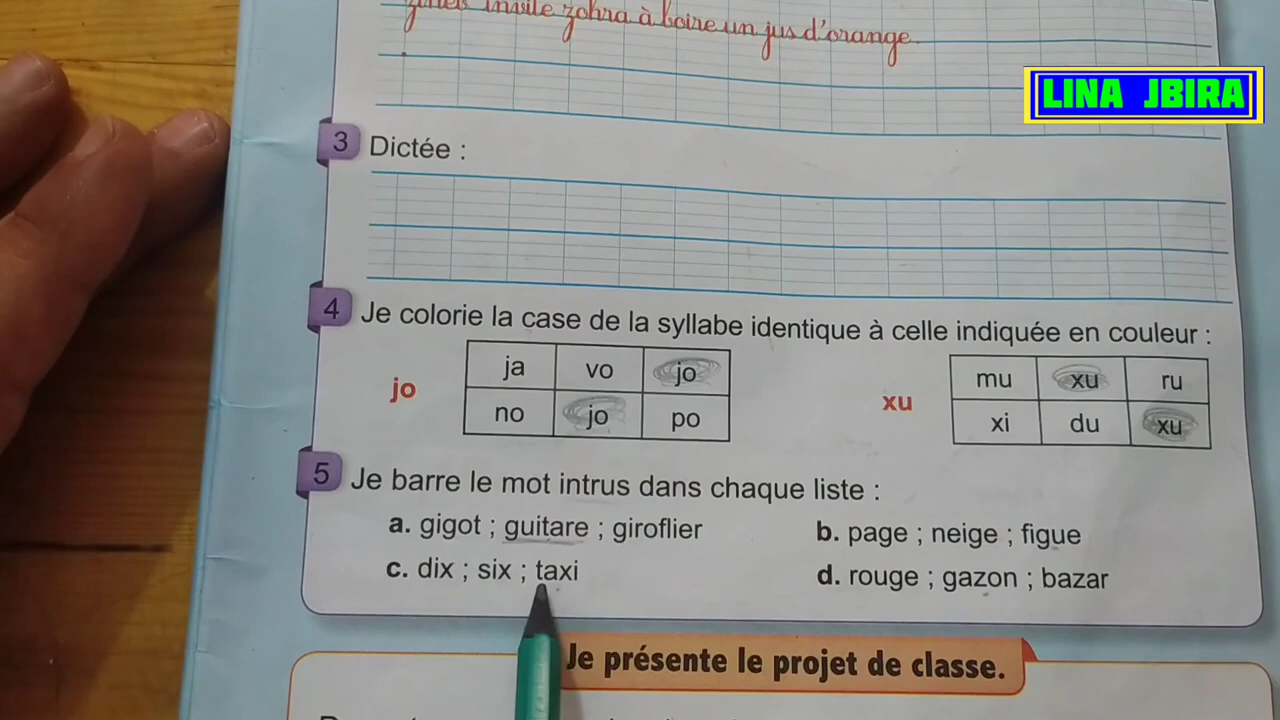 zineb invite zohra à boire un jus d'orange.
LINA JBIRA
3 Dictée :
4 Je colorie la case de la syllabe identique à celle indiquée en couleur :
jo
ja vo jo
no jo po
xu
mu xu ru
xi du xu
5 Je barre le mot intrus dans chaque liste :
a. gigot ; guitare ; giroflier
b. page ; neige ; figue
c. dix ; six ; taxi
d. rouge ; gazon ; bazar
Je présente le projet de classe.